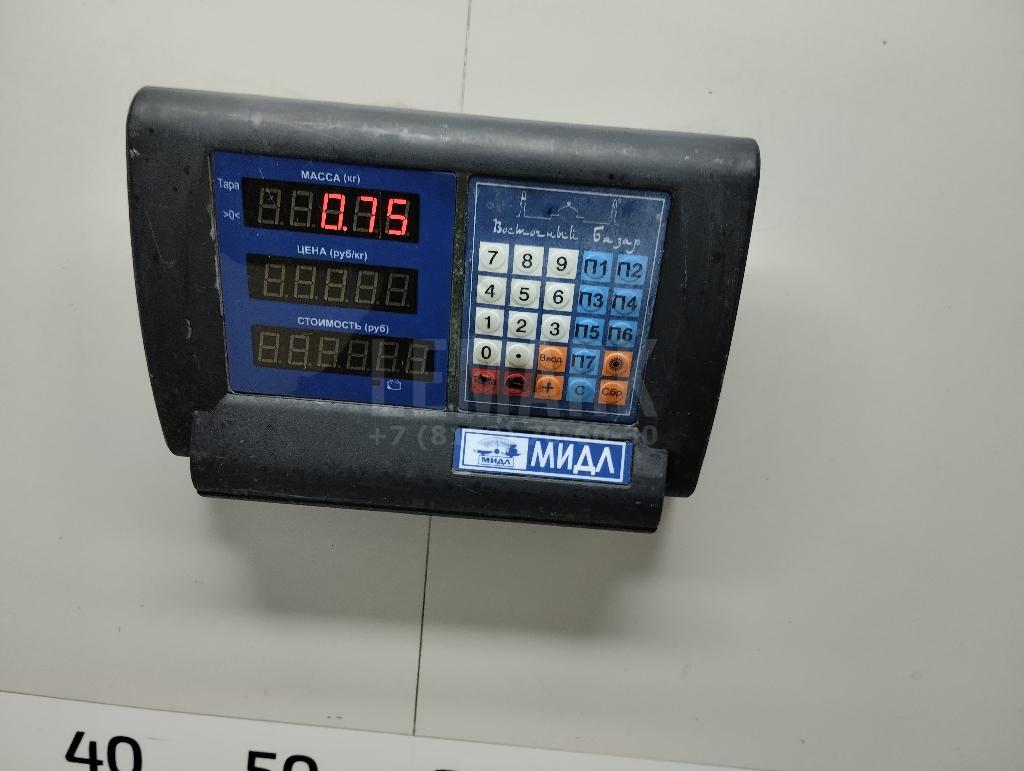 МАССА (кг)
Тара
0.75
>0<
ЦЕНА (руб/кг)
СТОИМОСТЬ (руб)
Восточный Базар
7 8 9 П1 П2
4 5 6 П3 П4
1 2 3 П5 П6
0 • Ввод П7
+ С Сбр
МИДЛ
МИДЛ
40 50